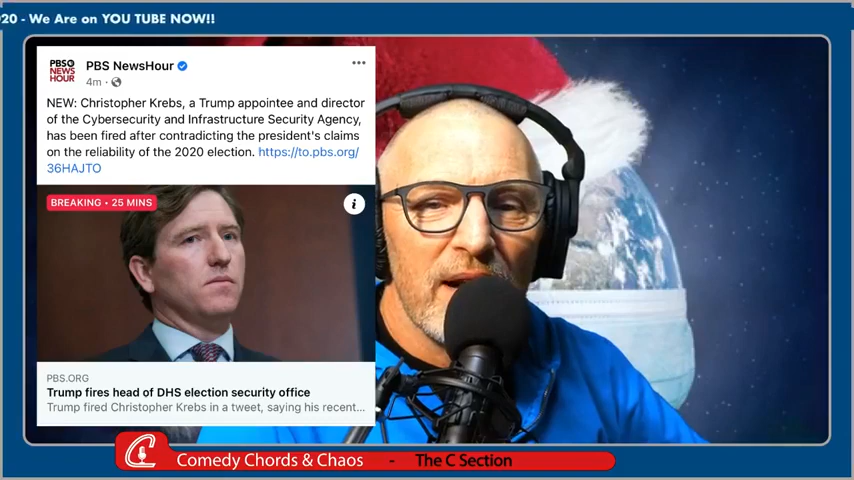 020 - We Are on YOU TUBE NOW!!
PBS NEWS HOUR
PBS NewsHour
4m
NEW: Christopher Krebs, a Trump appointee and director
of the Cybersecurity and Infrastructure Security Agency,
has been fired after contradicting the president's claims
on the reliability of the 2020 election. https://to.pbs.org/
36HAJTO
BREAKING • 25 MINS
i
PBS.ORG
Trump fires head of DHS election security office
Trump fired Christopher Krebs in a tweet, saying his recent...
Comedy Chords & Chaos - The C Section